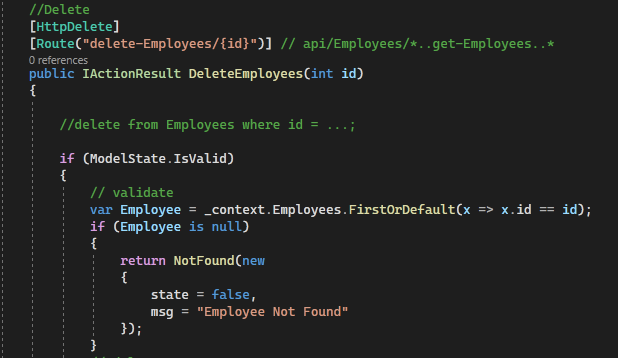 //Delete
[HttpDelete]
[Route("delete-Employees/{id}")] // api/Employees/*..get-Employees..*
0 references
public IActionResult DeleteEmployees(int id)
{
//delete from Employees where id = ...;
if (ModelState.IsValid)
{
// validate
var Employee = _context.Employees.FirstOrDefault(x => x.id == id);
if (Employee is null)
{
return NotFound(new
{
state = false,
msg = "Employee Not Found"
});
}